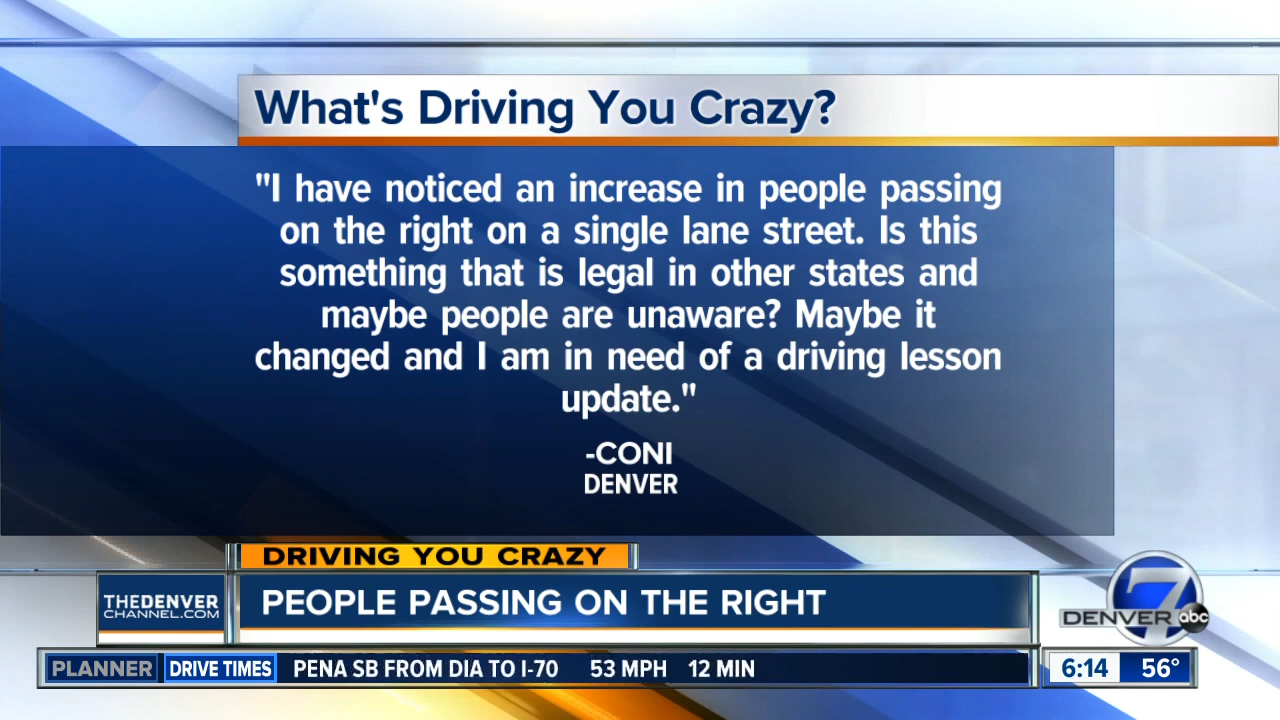 What's Driving You Crazy?
"I have noticed an increase in people passing
on the right on a single lane street. Is this
something that is legal in other states and
maybe people are unaware? Maybe it
changed and I am in need of a driving lesson
update."
-CONI
DENVER
DRIVING YOU CRAZY
THEDENVER
CHANNEL.COM
PEOPLE PASSING ON THE RIGHT
7
DENVER abc
PLANNER DRIVE TIMES PENA SB FROM DIA TO I-70 53 MPH 12 MIN
6:14 56°